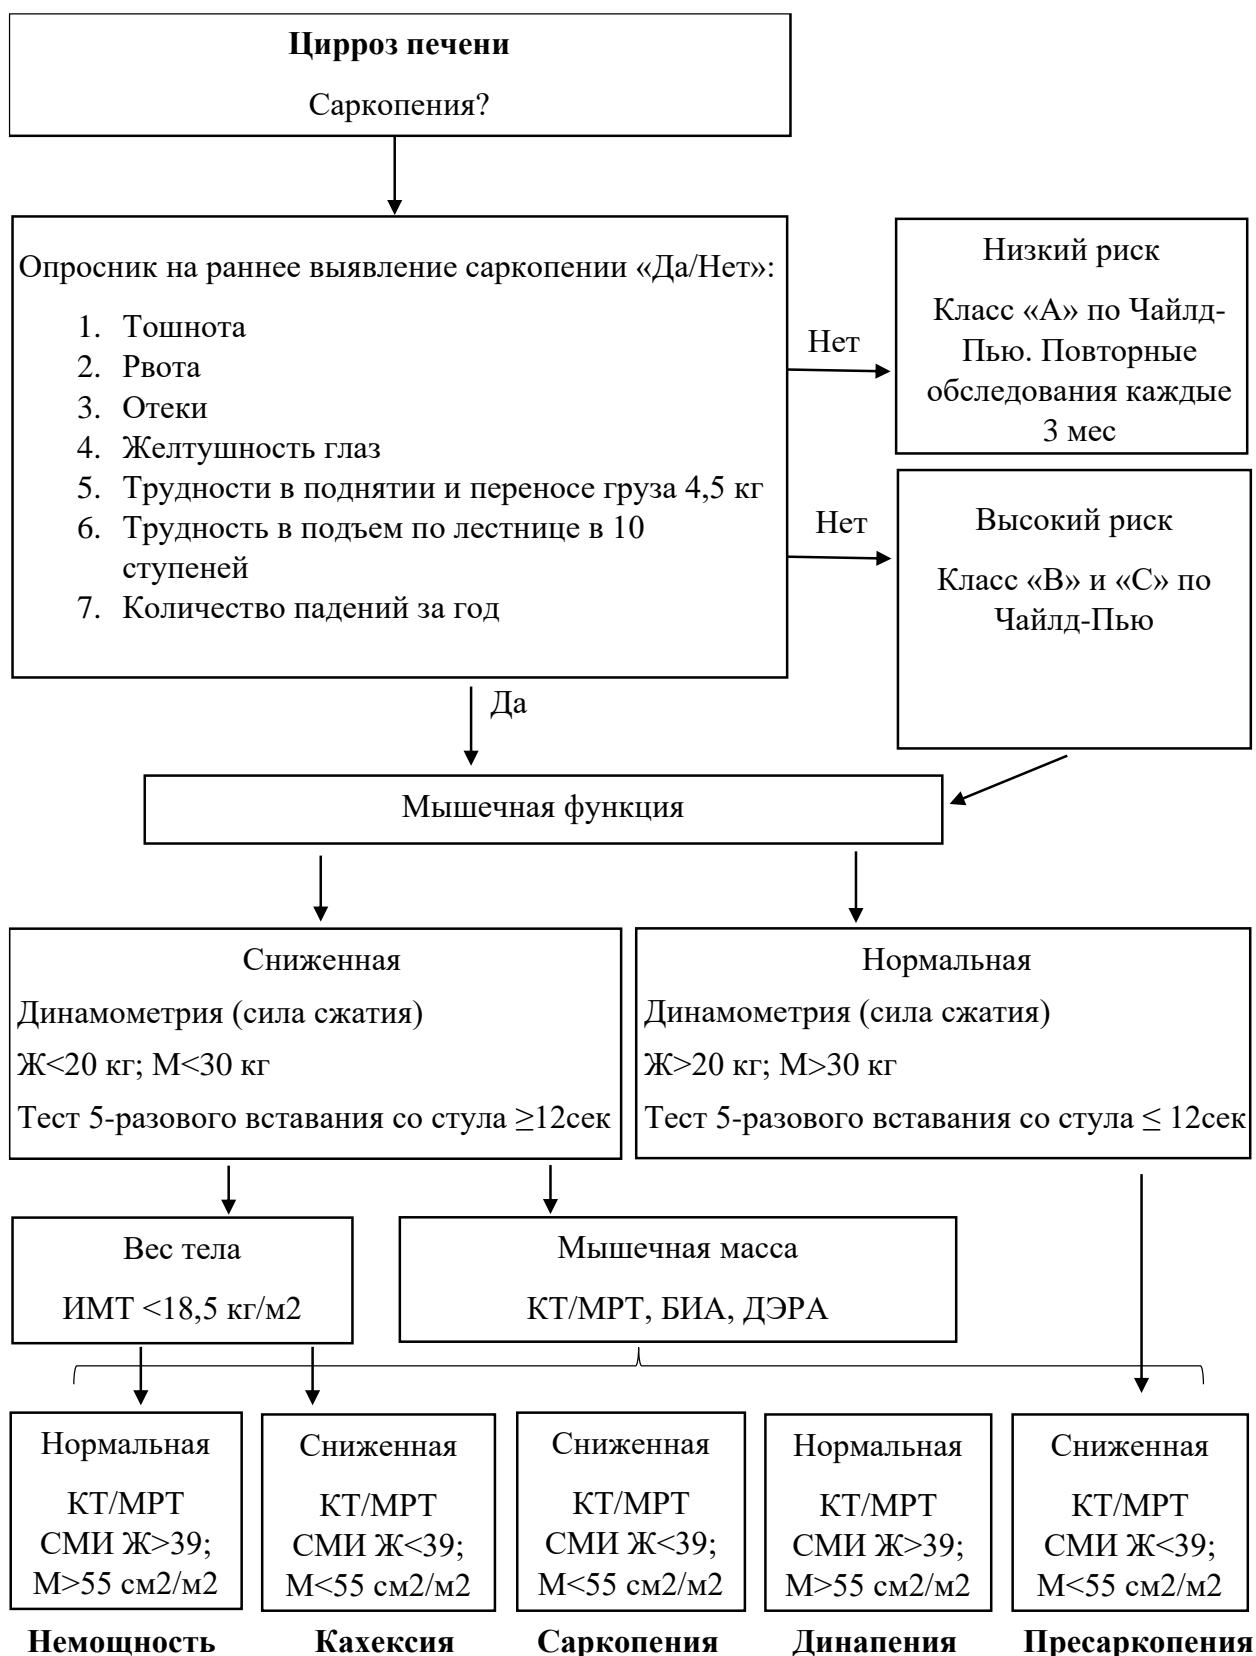 Цирроз печени
Саркопения?
Опросник на раннее выявление саркопении «Да/Нет»:
1. Тошнота
2. Рвота
3. Отеки
4. Желтушность глаз
5. Трудности в поднятии и переносе груза 4,5 кг
6. Трудность в подъем по лестнице в 10
ступеней
7. Количество падений за год
Нет
Низкий риск
Класс «А» по Чайлд-
Пью. Повторные
обследования каждые
3 мес
Нет
Высокий риск
Класс «В» и «С» по
Чайлд-Пью
Да
Мышечная функция
Сниженная
Динамометрия (сила сжатия)
Ж<20 кг; М<30 кг
Тест 5-разового вставания со стула ≥12сек
Нормальная
Динамометрия (сила сжатия)
Ж>20 кг; М>30 кг
Тест 5-разового вставания со стула ≤ 12сек
Вес тела
ИМТ <18,5 кг/м2
Мышечная масса
КТ/МРТ, БИА, ДЭРА
Нормальная
КТ/МРТ
СМИ Ж>39;
М>55 см2/м2
Немощность
Сниженная
КТ/МРТ
СМИ Ж<39;
М<55 см2/м2
Кахексия
Сниженная
КТ/МРТ
СМИ Ж<39;
М<55 см2/м2
Саркопения
Нормальная
КТ/МРТ
СМИ Ж>39;
М>55 см2/м2
Динапения
Сниженная
КТ/МРТ
СМИ Ж<39;
М<55 см2/м2
Пресаркопения